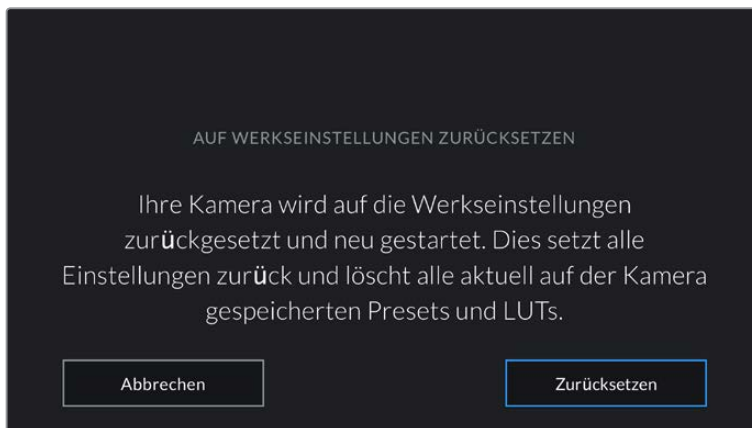 AUF WERKSEINSTELLUNGEN ZURÜCKSETZEN
Ihre Kamera wird auf die Werkseinstellungen
zurückgesetzt und neu gestartet. Dies setzt alle
Einstellungen zurück und löscht alle aktuell auf der Kamera
gespeicherten Presets und LUTs.
Abbrechen
Zurücksetzen